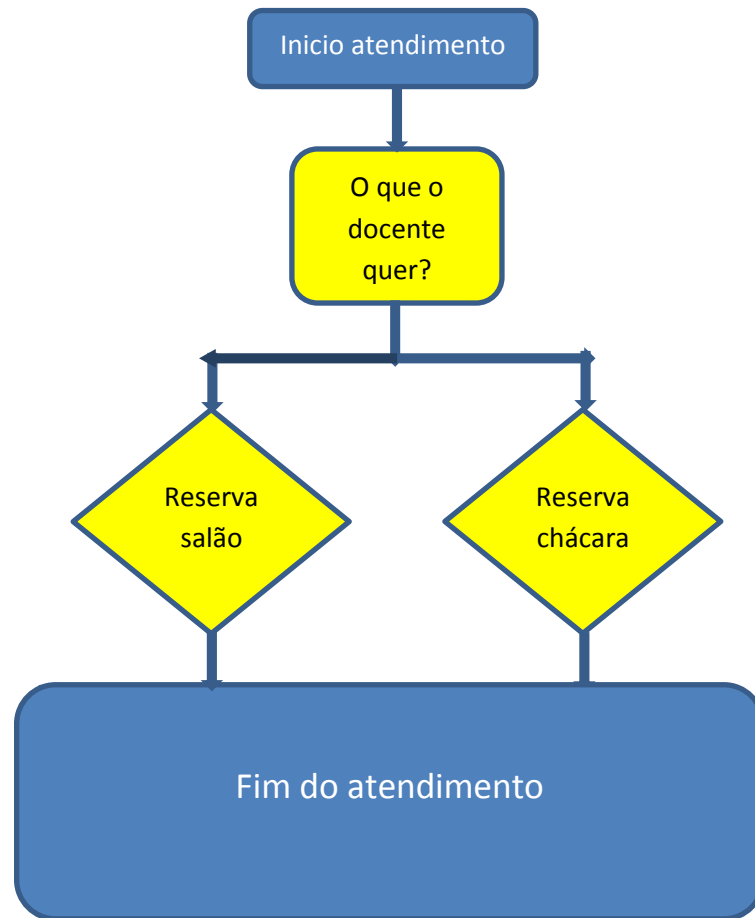 Inicio atendimento
O que o
docente
quer?
Reserva
salão
Reserva
chácara
Fim do atendimento